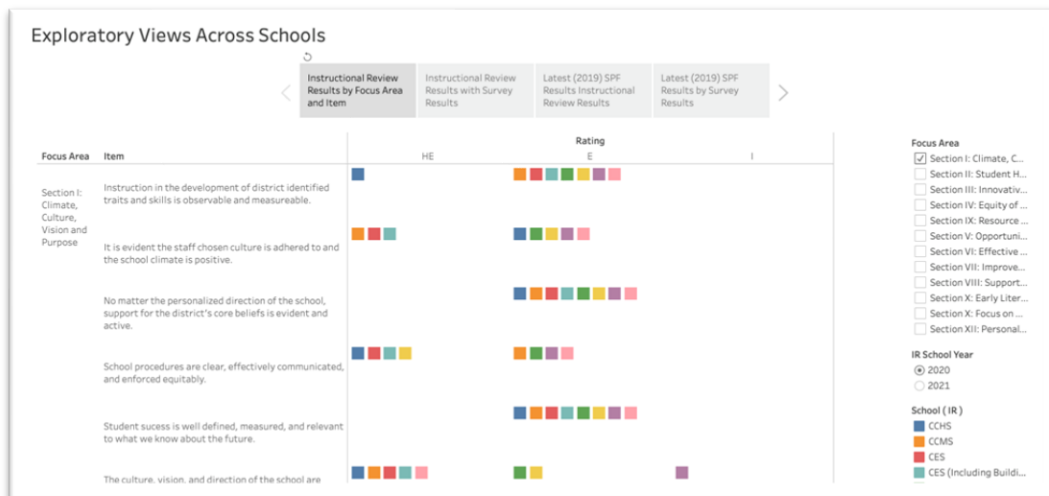 Exploratory Views Across Schools
Instructional Review
Results by Focus Area
and Item
Instructional Review
with Survey
Results
Latest (2019) SPF
Results Instructional
Review Results
Latest (2019) SPF
Results by Survey
Results
Rating
Focus Area Item
HE E I
Section I:
Climate,
Culture,
Vision and
Purpose
Instruction in the development of district identified
traits and skills is observable and measureable.
It is evident the staff chosen culture is adhered to and
the school climate is positive.
No matter the personalized direction of the school,
support for the district's core beliefs is evident and
active.
School procedures are clear, effectively communicated,
and enforced equitably.
Student sucess is well defined, measured, and relevant
to what we know about the future.
The culture, vision, and direction of the school are
Focus Area
Section I: Climate, C...
Section II: Student H...
Section III: Innovativ...
Section IV: Equity of ...
Section IX: Resource ...
Section V: Opportuni...
Section VI: Effective ...
Section VII: Improve...
Section VIII: Support...
Section X: Early Liter...
Section X: Focus on ...
Section XII: Personal...
IR School Year
2020
2021
School ( IR )
CCHS
CCMS
CES
CES (Including Buildi...